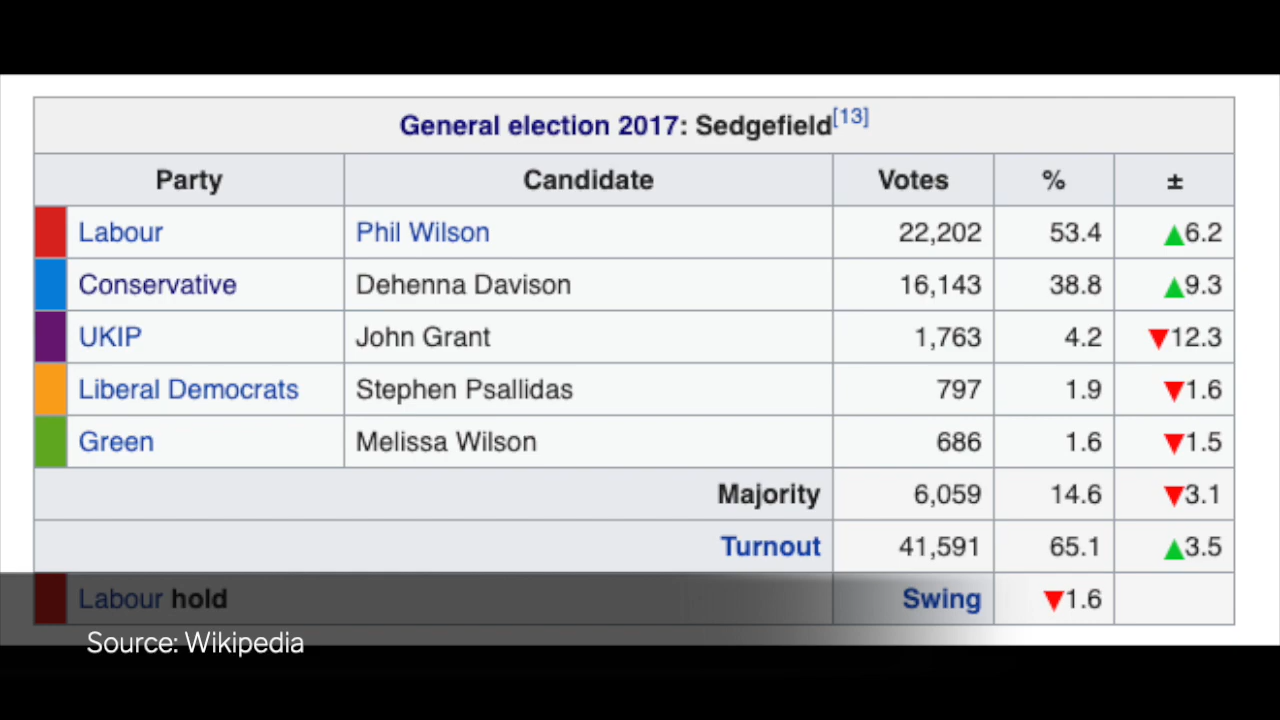 General election 2017: Sedgefield[13]
Party Candidate Votes % ±
Labour Phil Wilson 22,202 53.4 ▲6.2
Conservative Dehenna Davison 16,143 38.8 ▲9.3
UKIP John Grant 1,763 4.2 ▼12.3
Liberal Democrats Stephen Psallidas 797 1.9 ▼1.6
Green Melissa Wilson 686 1.6 ▼1.5
Majority 6,059 14.6 ▼3.1
Turnout 41,591 65.1 ▲3.5
Labour hold Swing ▼1.6
Source: Wikipedia